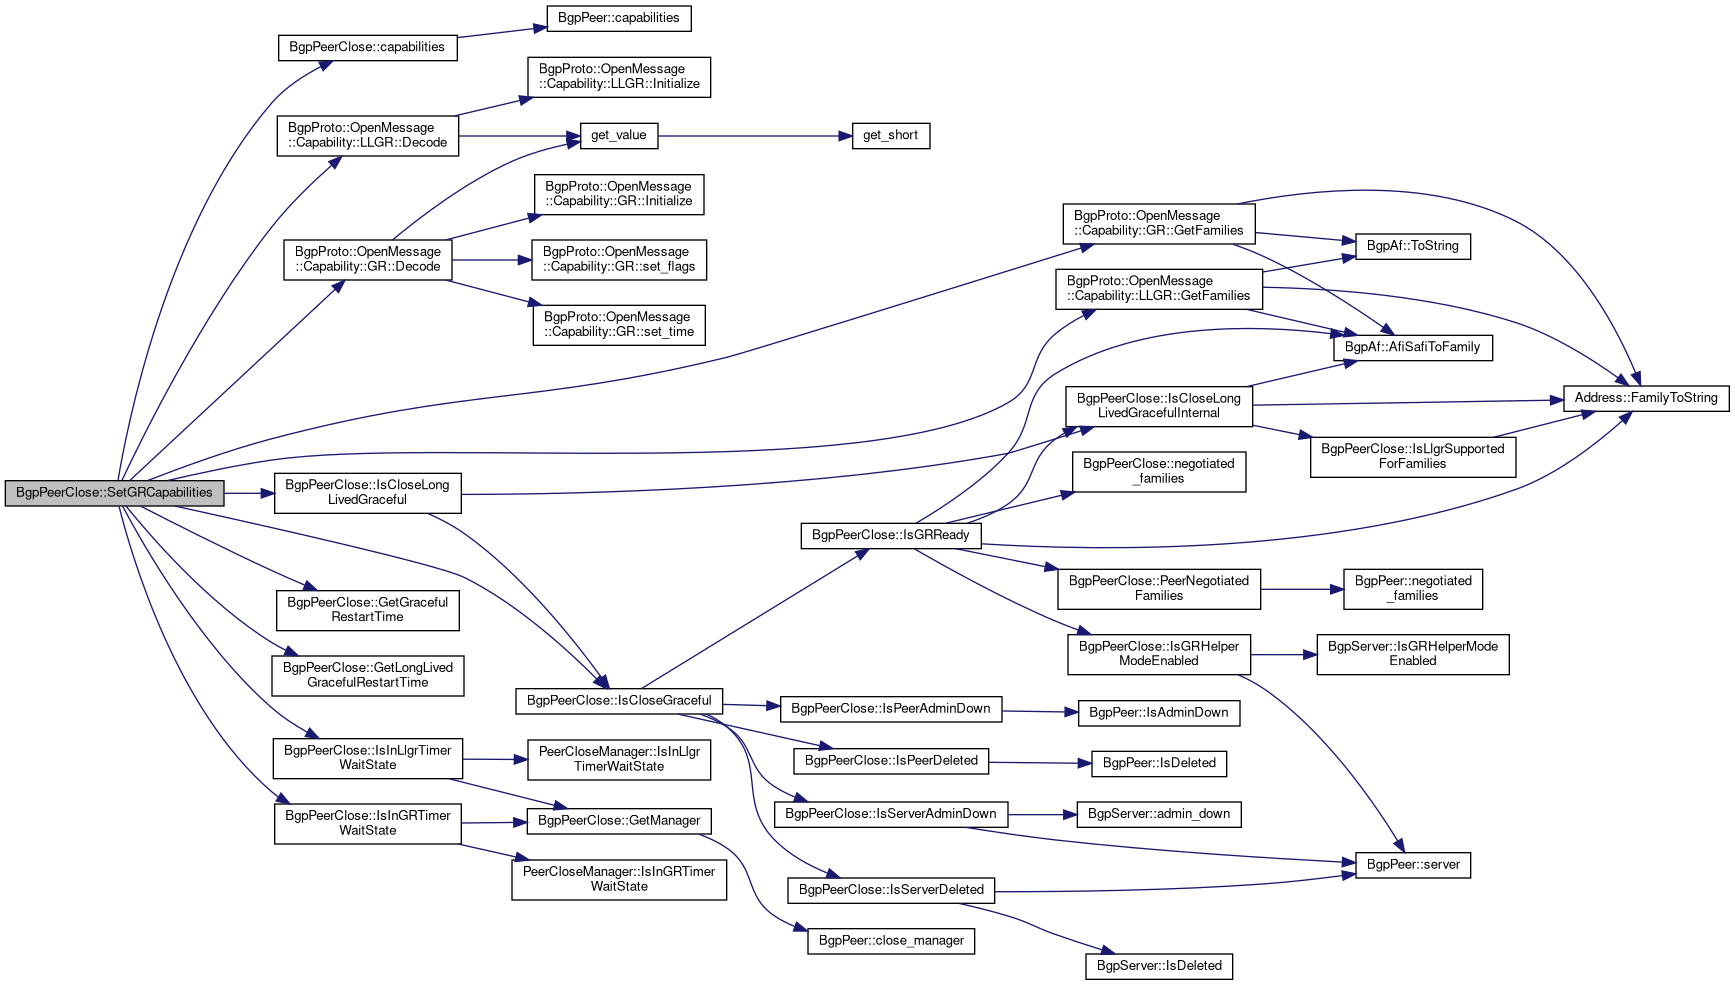 BgpPeerClose::SetGRCapabilities
BgpPeerClose::capabilities
BgpPeer::capabilities
BgpProto::OpenMessage
::Capability::LLGR::Decode
BgpProto::OpenMessage
::Capability::LLGR::Initialize
get_value
get_short
BgpProto::OpenMessage
::Capability::GR::Decode
BgpProto::OpenMessage
::Capability::GR::Initialize
BgpProto::OpenMessage
::Capability::GR::set_flags
BgpProto::OpenMessage
::Capability::GR::set_time
BgpProto::OpenMessage
::Capability::GR::GetFamilies
BgpAf::ToString
BgpProto::OpenMessage
::Capability::LLGR::GetFamilies
BgpAf::AfiSafiToFamily
BgpPeerClose::IsCloseLong
LivedGracefulInternal
Address::FamilyToString
BgpPeerClose::IsLlgrSupported
ForFamilies
BgpPeerClose::IsCloseLong
LivedGraceful
BgpPeerClose::negotiated
_families
BgpPeerClose::IsGRReady
BgpPeerClose::PeerNegotiated
Families
BgpPeer::negotiated
_families
BgpPeerClose::GetGraceful
RestartTime
BgpPeerClose::IsGRHelper
ModeEnabled
BgpServer::IsGRHelperMode
Enabled
BgpPeerClose::GetLongLived
GracefulRestartTime
BgpPeerClose::IsCloseGraceful
BgpPeerClose::IsPeerAdminDown
BgpPeer::IsAdminDown
BgpPeerClose::IsInLlgrTimer
WaitState
PeerCloseManager::IsInLlgr
TimerWaitState
BgpPeerClose::IsPeerDeleted
BgpPeer::IsDeleted
BgpPeerClose::IsInGRTimer
WaitState
BgpPeerClose::GetManager
BgpPeerClose::IsServerAdminDown
BgpServer::admin_down
PeerCloseManager::IsInGRTimer
WaitState
BgpPeerClose::IsServerDeleted
BgpPeer::server
BgpPeer::close_manager
BgpServer::IsDeleted